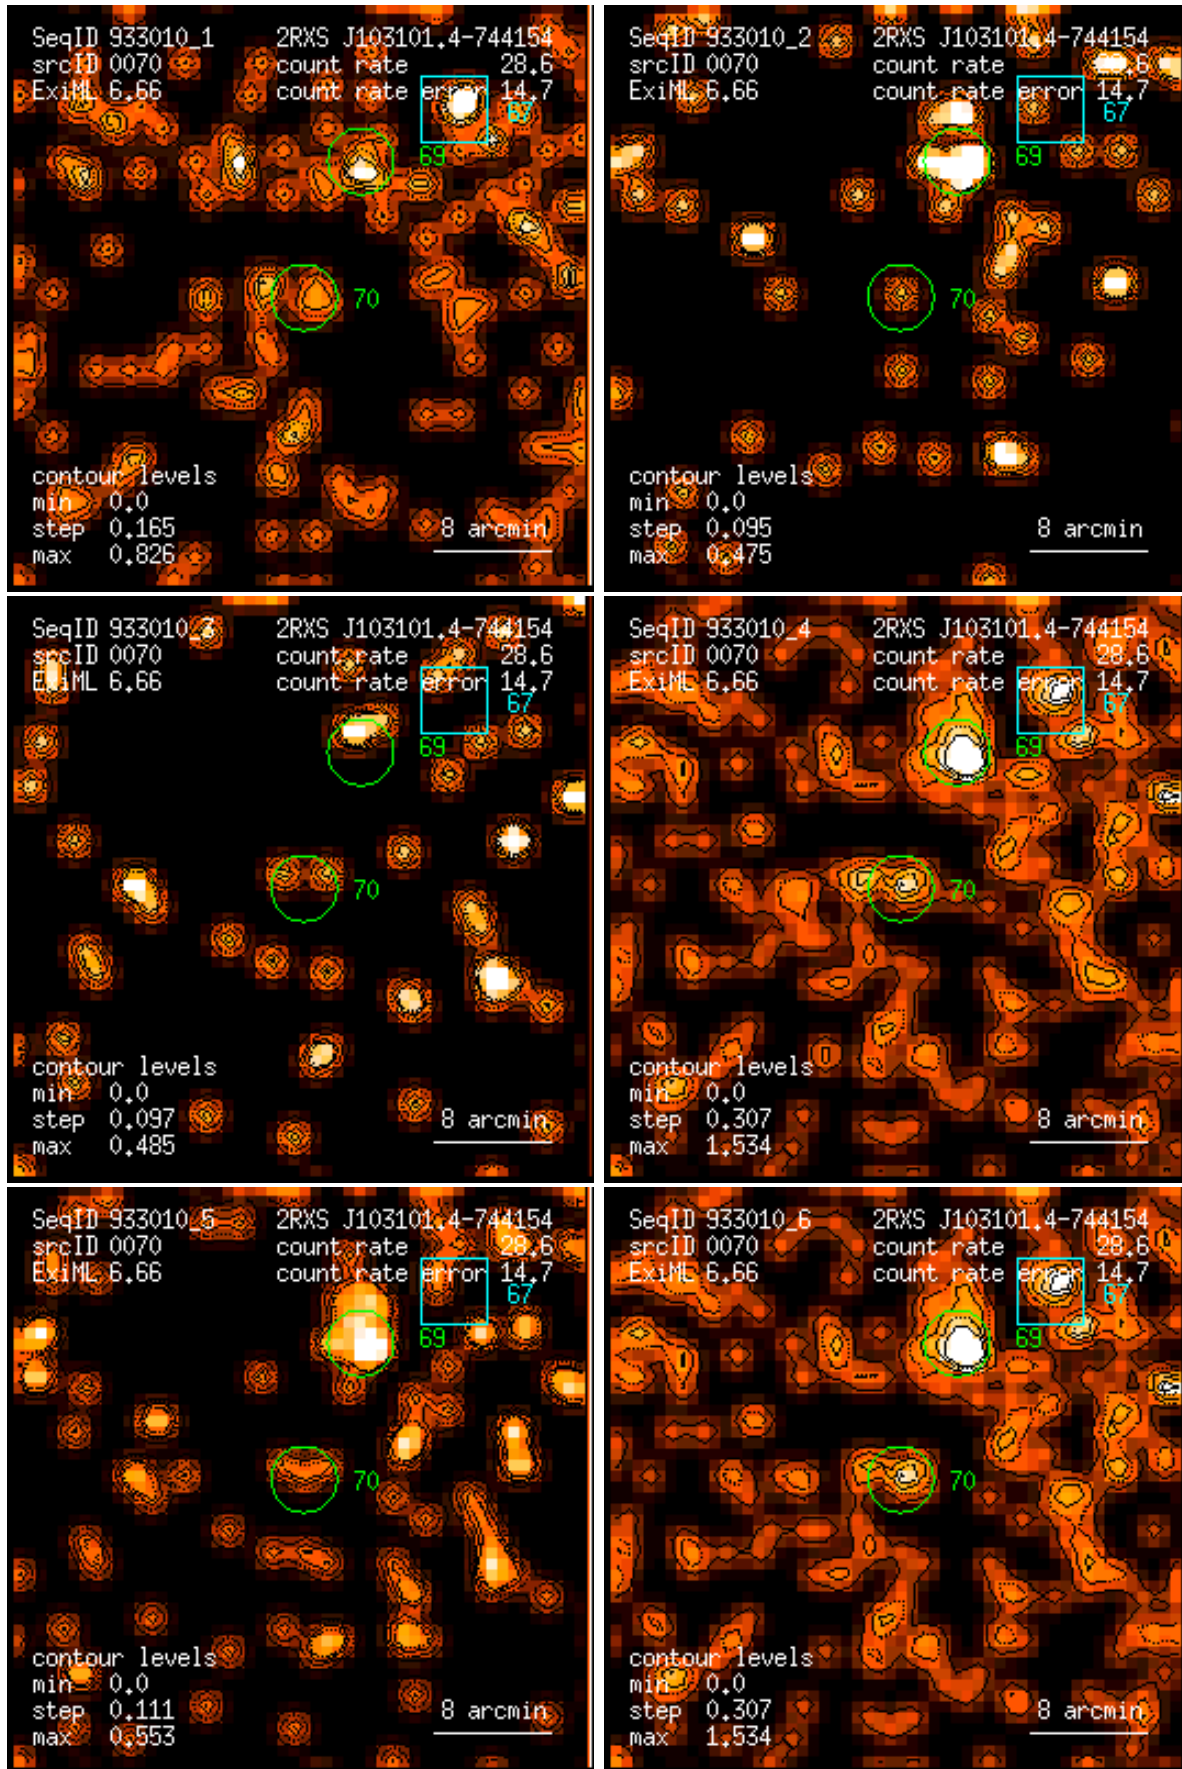 SeqID 933010_1 2RXS J103101.4-744154
srcID 0070 count rate 28.6
ExiML 6.66 count rate error 14.7
67
69
70
contour levels
min 0.0
step 0.165
max 0.826
8 arcmin
SeqID 933010_2 2RXS J103101.4-744154
srcID 0070 count rate 28.6
ExiML 6.66 count rate error 14.7
67
69
70
contour levels
min 0.0
step 0.095
max 0.475
8 arcmin
SeqID 933010_3 2RXS J103101.4-744154
srcID 0070 count rate 28.6
ExiML 6.66 count rate error 14.7
67
69
70
contour levels
min 0.0
step 0.097
max 0.485
8 arcmin
SeqID 933010_4 2RXS J103101.4-744154
srcID 0070 count rate 28.6
ExiML 6.66 count rate error 14.7
67
69
70
contour levels
min 0.0
step 0.307
max 1.534
8 arcmin
SeqID 933010_5 2RXS J103101.4-744154
srcID 0070 count rate 28.6
ExiML 6.66 count rate error 14.7
67
69
70
contour levels
min 0.0
step 0.111
max 0.553
8 arcmin
SeqID 933010_6 2RXS J103101.4-744154
srcID 0070 count rate 28.6
ExiML 6.66 count rate error 14.7
67
69
70
contour levels
min 0.0
step 0.307
max 1.534
8 arcmin